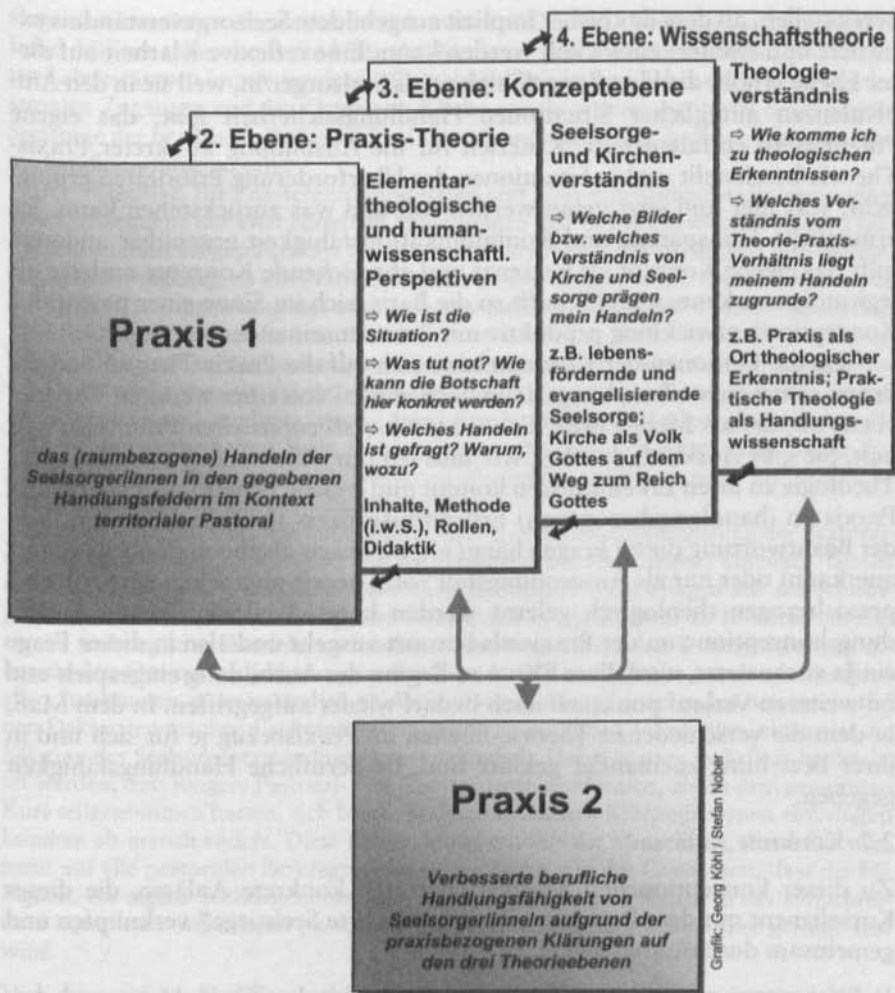 4. Ebene: Wissenschaftstheorie
Theologie-
verständnis
⇨ Wie komme ich
zu theologischen
Erkenntnissen?
⇨ Welches Ver-
ständnis vom
Theorie-Praxis-
Verhältnis liegt
meinem Handeln
zugrunde?
z.B. Praxis als
Ort theologischer
Erkenntnis; Prak-
tische Theologie
als Handlungs-
wissenschaft
3. Ebene: Konzeptebene
Seelsorge-
und Kirchen-
verständnis
⇨ Welche Bilder
bzw. welches
Verständnis von
Kirche und Seel-
sorge prägen
mein Handeln?
z.B. lebens-
fördernde und
evangelisierende
Seelsorge;
Kirche als Volk
Gottes auf dem
Weg zum Reich
Gottes
2. Ebene: Praxis-Theorie
Elementar-
theologische
und human-
wissenschaftl.
Perspektiven
⇨ Wie ist die
Situation?
⇨ Was tut not? Wie
kann die Botschaft
hier konkret werden?
⇨ Welches Handeln
ist gefragt? Warum,
wozu?
Inhalte, Methode
(i.w.S.), Rollen,
Didaktik
Praxis 1
das (raumbezogene) Handeln der
Seelsorger/innen in den gegebenen
Handlungsfeldern im Kontext
territorialer Pastoral
Praxis 2
Verbesserte berufliche
Handlungsfähigkeit von
SeelsorgerIinneln aufgrund der
praxisbezogenen Klärungen auf
den drei Theorieebenen
Grafik: Georg Köhl / Stefan Nober